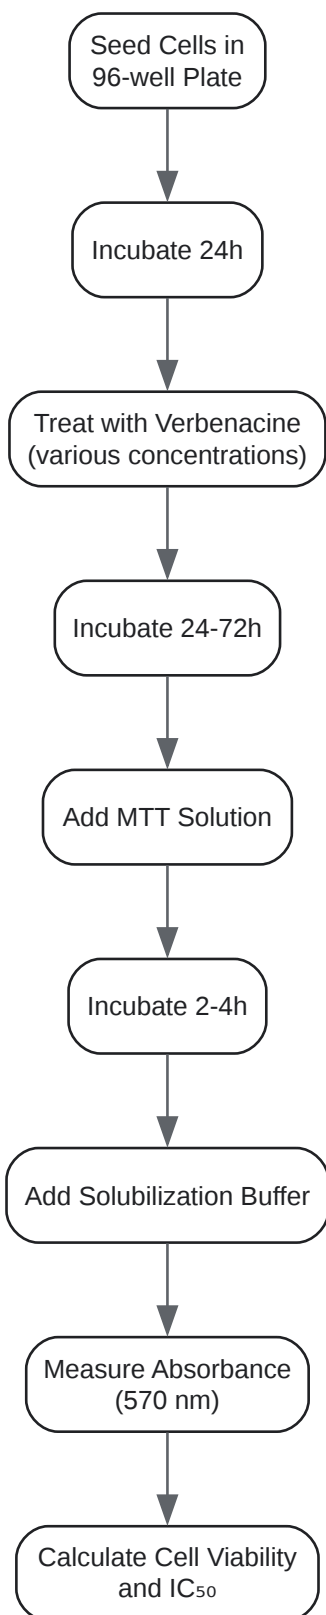 Seed Cells in
96-well Plate
Incubate 24h
Treat with Verbenacine
(various concentrations)
Incubate 24-72h
Add MTT Solution
Incubate 2-4h
Add Solubilization Buffer
Measure Absorbance
(570 nm)
Calculate Cell Viability
and IC₅₀